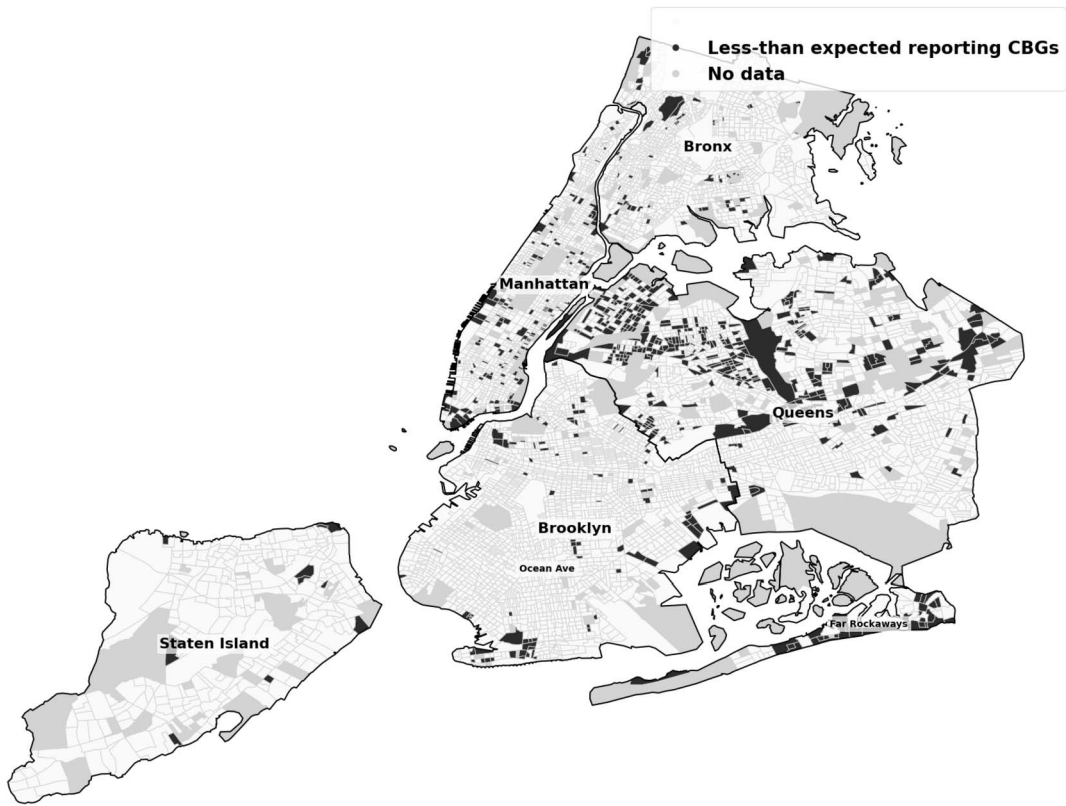 Less-than expected reporting CBGs
No data
Bronx
Manhattan
Queens
Brooklyn
Ocean Ave
Far Rockaways
Staten Island